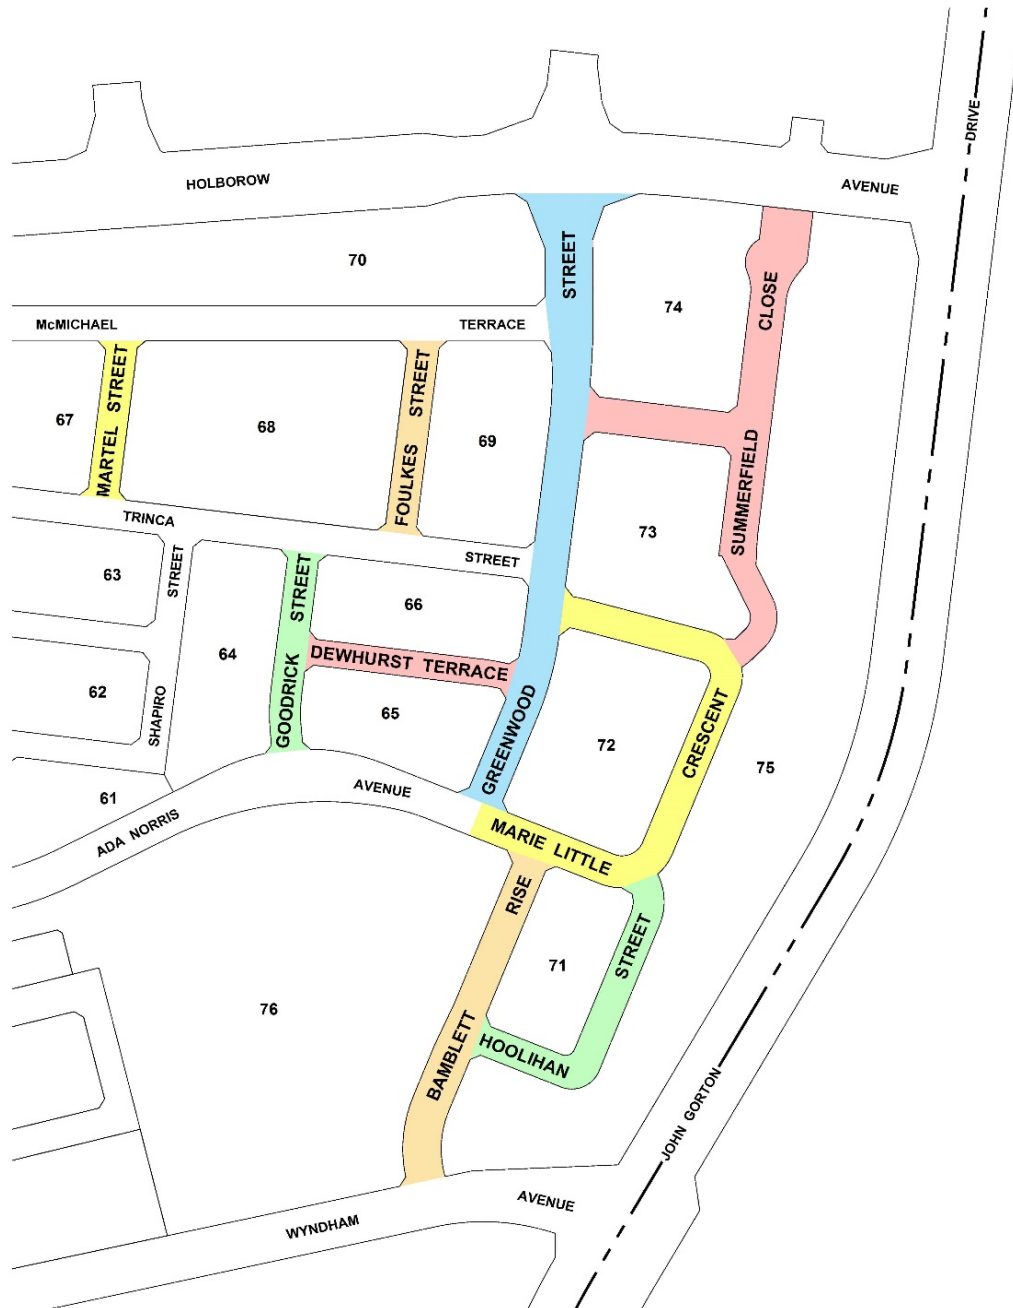 DRIVE
HOLBOROW
AVENUE
STREET
70
74
CLOSE
McMICHAEL
TERRACE
MARTEL STREET
FOULKES STREET
67
68
69
SUMMERFIELD
TRINCA
STREET
73
63
STREET
GOODRICK STREET
66
64
DEWHURST TERRACE
62
SHAPIRO
65
GREENWOOD
72
CRESCENT
75
61
AVENUE
ADA NORRIS
MARIE LITTLE
RISE
STREET
71
76
BAMBLETT
HOOLIHAN
JOHN GORTON
AVENUE
WYNDHAM